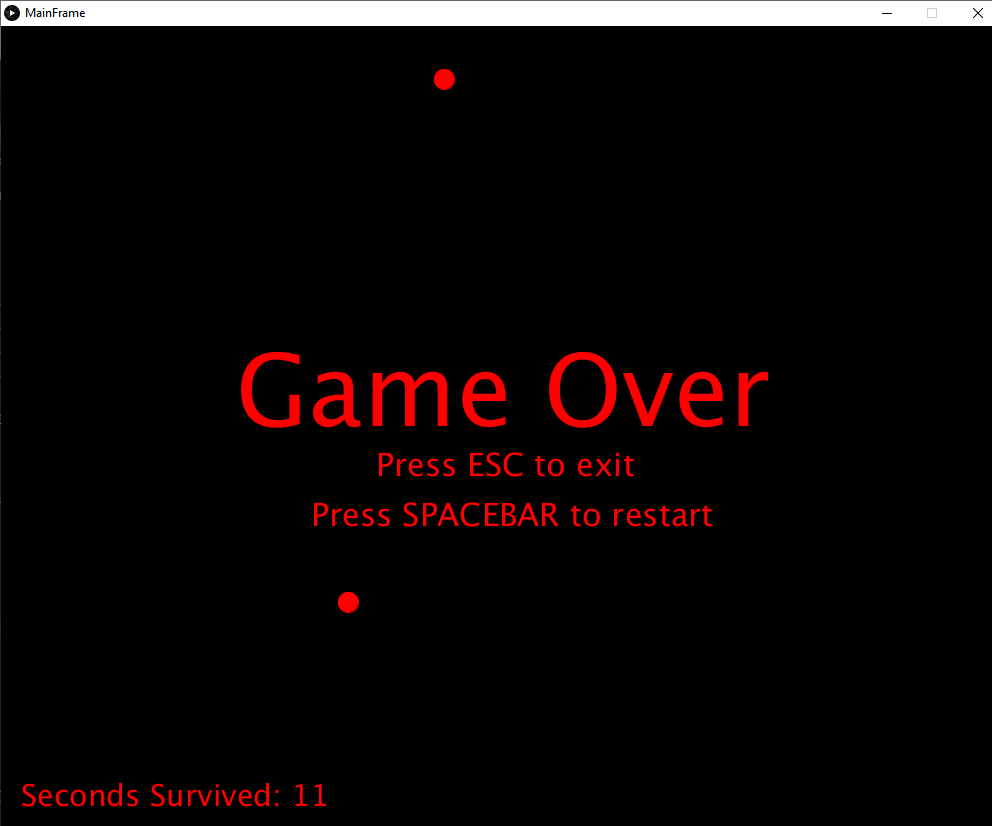 MainFrame
Game Over
Press ESC to exit
Press SPACEBAR to restart
Seconds Survived: 11